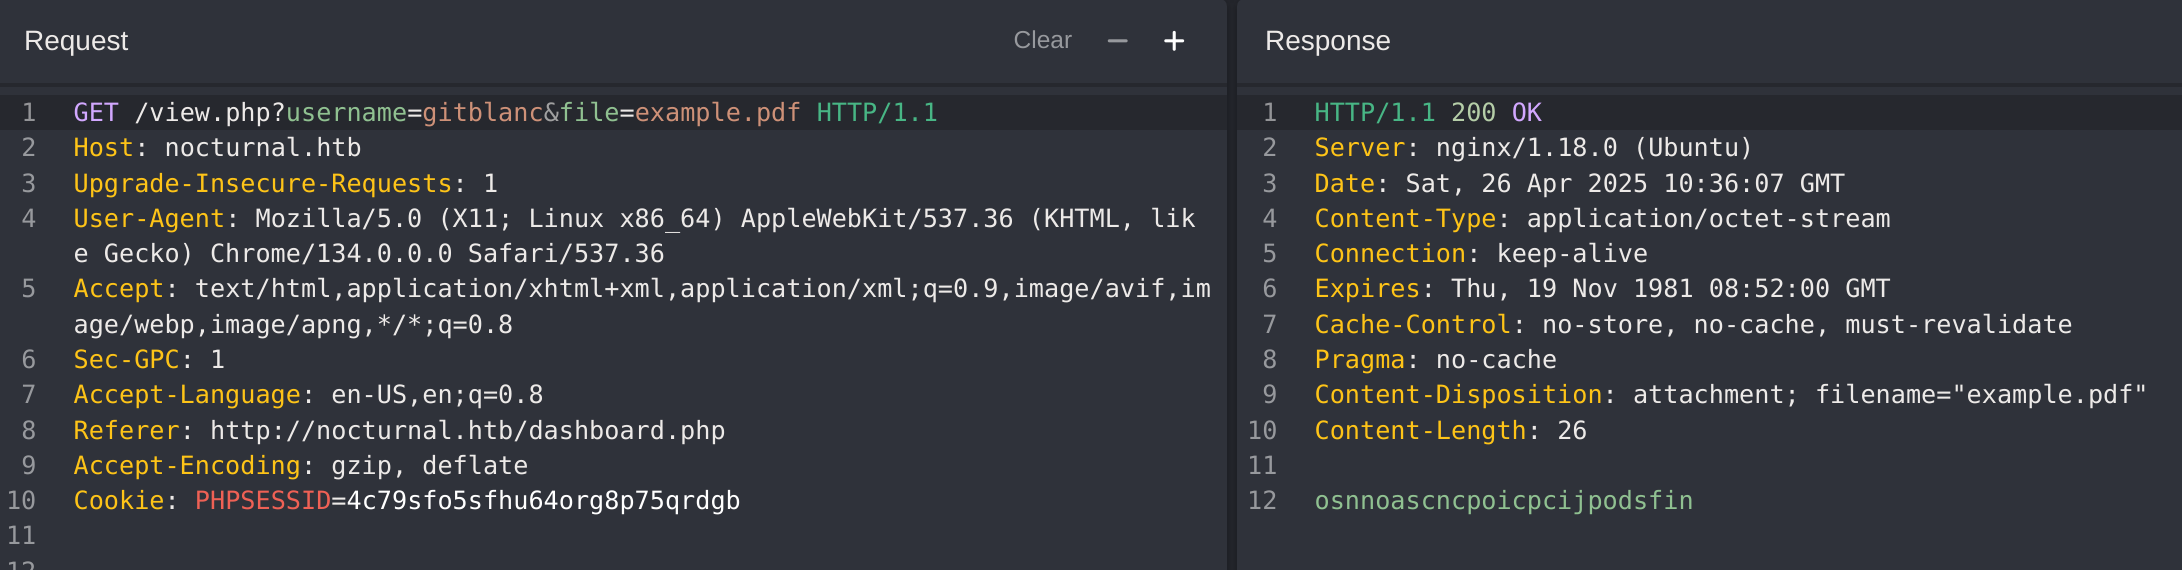 Request
Clear − +
1 GET /view.php?username=gitblanc&file=example.pdf HTTP/1.1
2 Host: nocturnal.htb
3 Upgrade-Insecure-Requests: 1
4 User-Agent: Mozilla/5.0 (X11; Linux x86_64) AppleWebKit/537.36 (KHTML, lik
e Gecko) Chrome/134.0.0.0 Safari/537.36
5 Accept: text/html,application/xhtml+xml,application/xml;q=0.9,image/avif,im
age/webp,image/apng,*/*;q=0.8
6 Sec-GPC: 1
7 Accept-Language: en-US,en;q=0.8
8 Referer: http://nocturnal.htb/dashboard.php
9 Accept-Encoding: gzip, deflate
10 Cookie: PHPSESSID=4c79sfo5sfhu64org8p75qrdgb
11
12
Response
1 HTTP/1.1 200 OK
2 Server: nginx/1.18.0 (Ubuntu)
3 Date: Sat, 26 Apr 2025 10:36:07 GMT
4 Content-Type: application/octet-stream
5 Connection: keep-alive
6 Expires: Thu, 19 Nov 1981 08:52:00 GMT
7 Cache-Control: no-store, no-cache, must-revalidate
8 Pragma: no-cache
9 Content-Disposition: attachment; filename="example.pdf"
10 Content-Length: 26
11
12 osnnoascncpoicpcijpodsfin